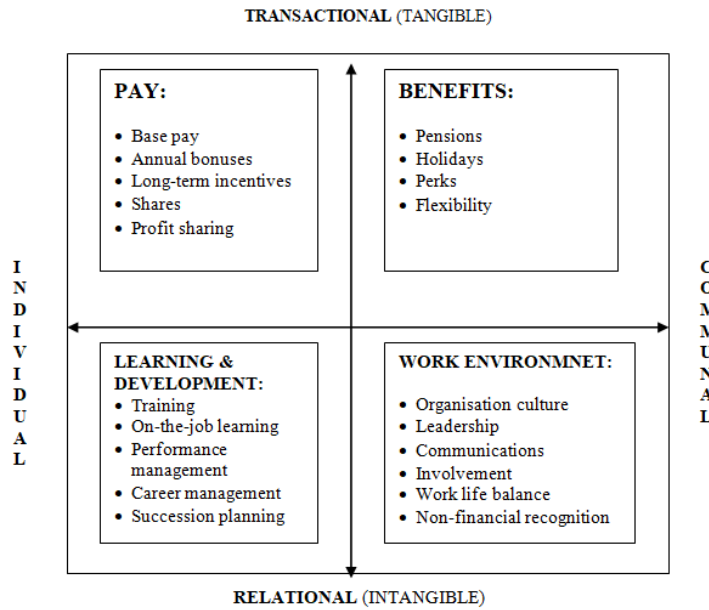 TRANSACTIONAL (TANGIBLE)
PAY:
• Base pay
• Annual bonuses
• Long-term incentives
• Shares
• Profit sharing
BENEFITS:
• Pensions
• Holidays
• Perks
• Flexibility
INDIVIDUAL
COMMUNAL
LEARNING &
DEVELOPMENT:
• Training
• On-the-job learning
• Performance
management
• Career management
• Succession planning
WORK ENVIRONMNET:
• Organisation culture
• Leadership
• Communications
• Involvement
• Work life balance
• Non-financial recognition
RELATIONAL (INTANGIBLE)